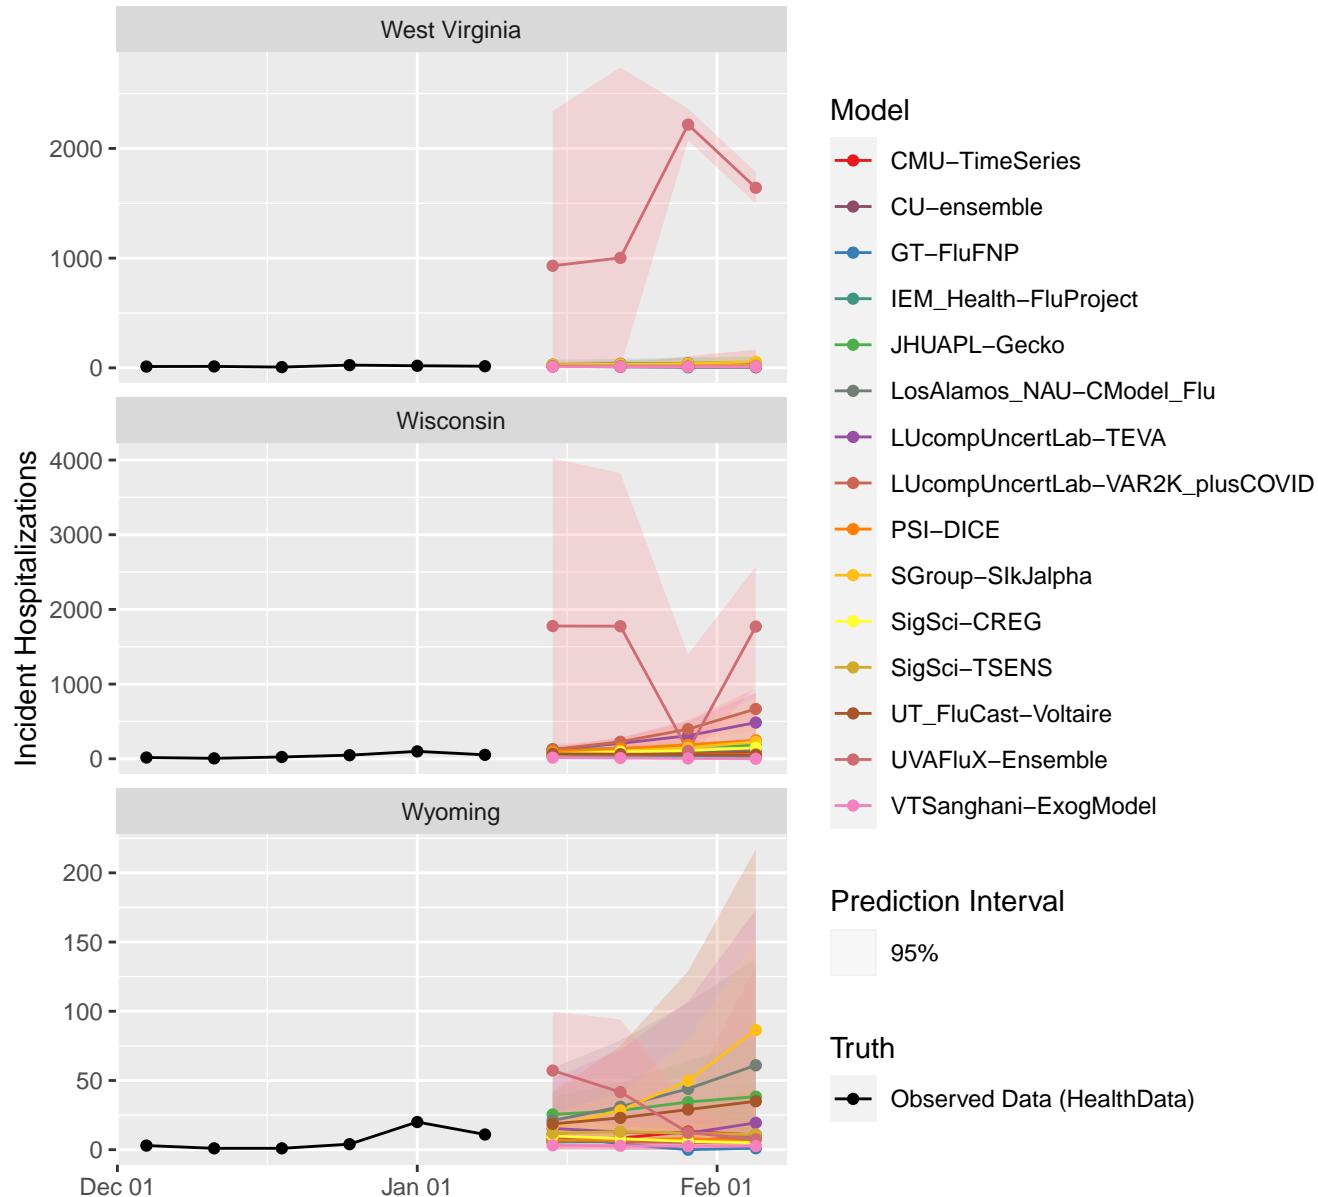 West Virginia
2000
1000
0
Wisconsin
4000
3000
2000
1000
0
Wyoming
200
150
100
50
0
Dec 01
Jan 01
Feb 01
Incident Hospitalizations
Model
CMU−TimeSeries
CU−ensemble
GT−FluFNP
IEM_Health−FluProject
JHUAPL−Gecko
LosAlamos_NAU−CModel_Flu
LUcompUncertLab−TEVA
LUcompUncertLab−VAR2K_plusCOVID
PSI−DICE
SGroup−SIkJalpha
SigSci−CREG
SigSci−TSENS
UT_FluCast−Voltaire
UVAFluX−Ensemble
VTSanghani−ExogModel
Prediction Interval
95%
Truth
Observed Data (HealthData)